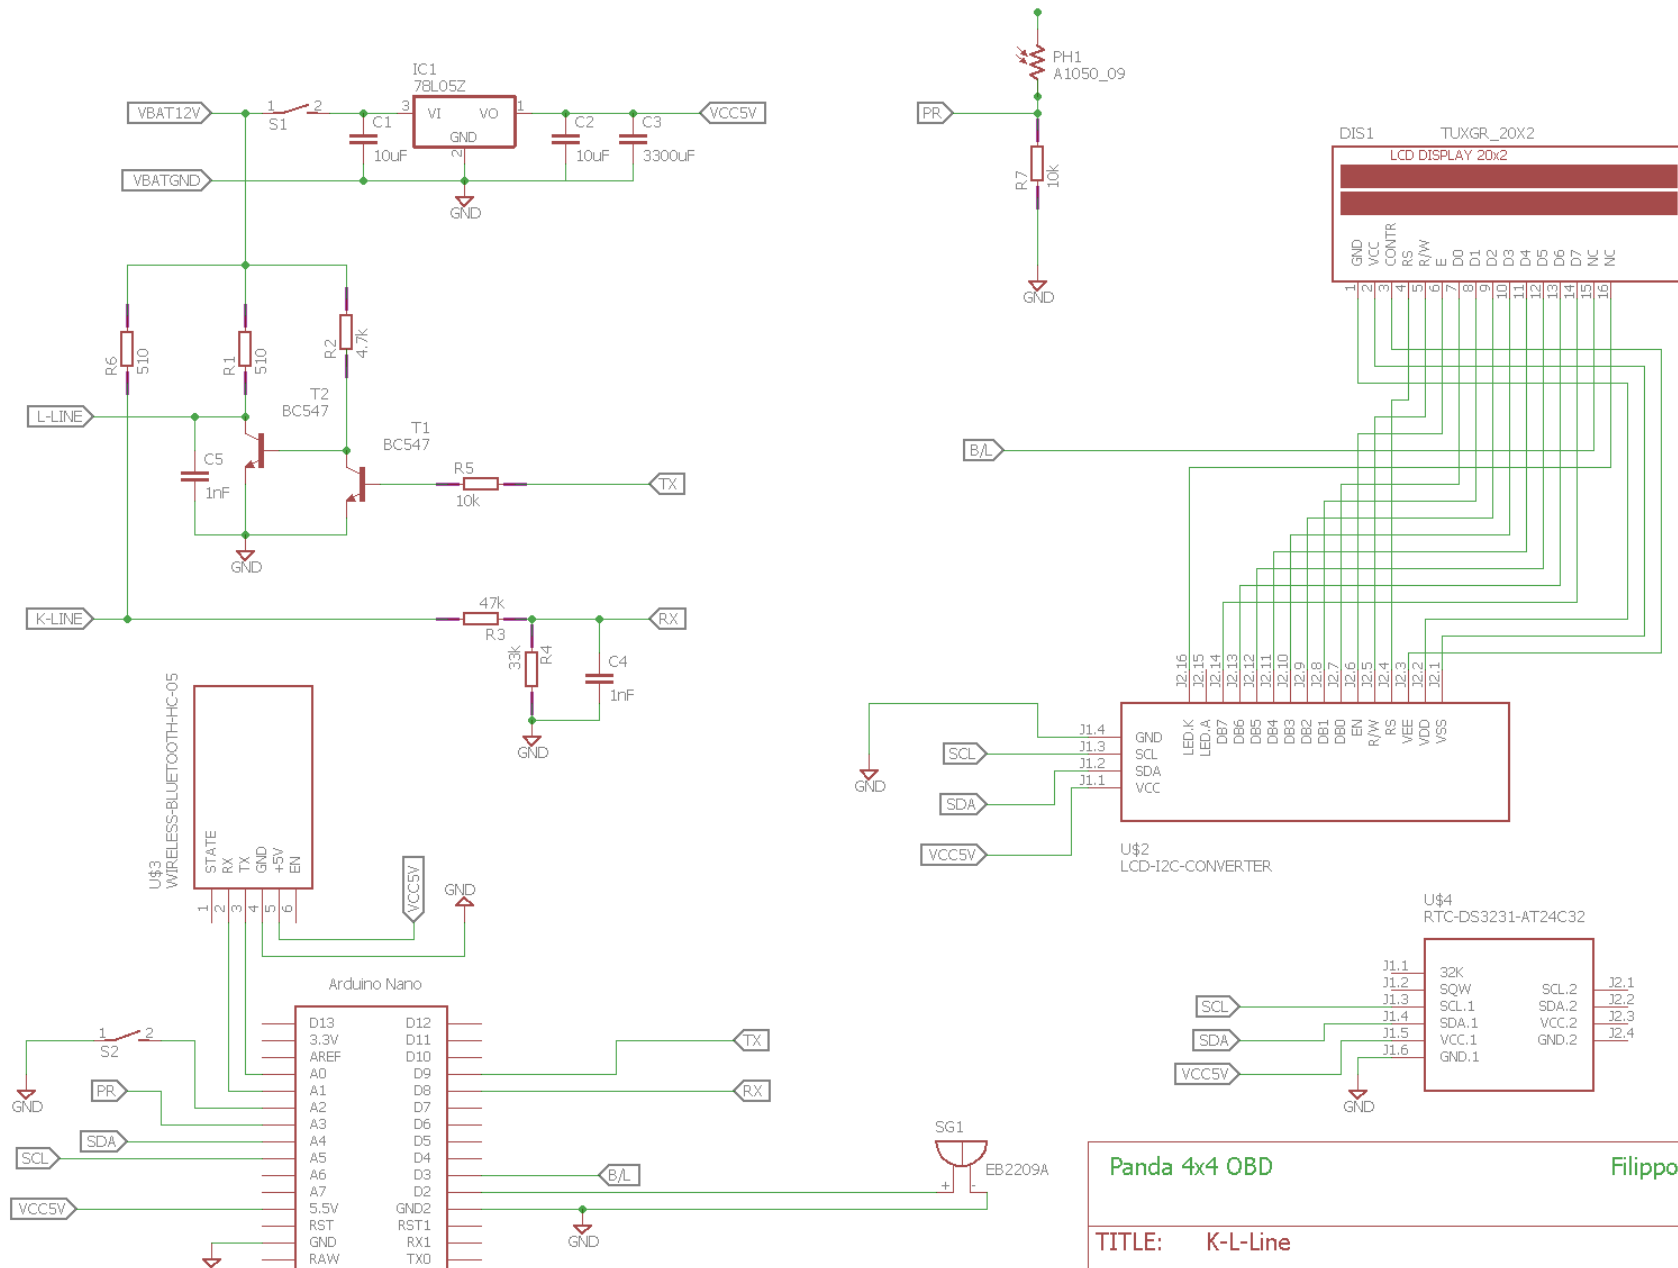 IC1
78L05Z
VBAT12V
1
2
S1
3
VI
VO
1
GND
2
C1
10uF
C2
10uF
C3
3300uF
VCC5V
VBATGND
GND
PH1
A1050_09
PR
R7
10k
GND
DIS1
TUXGR_20X2
LCD DISPLAY 20x2
GND
VCC
CONTR
RS
R/W
E
D0
D1
D2
D3
D4
D5
D6
D7
NC
NC
1
2
3
4
5
6
7
8
9
10
11
12
13
14
15
16
R6
510
R1
510
R2
4.7k
T2
BC547
L-LINE
T1
BC547
C5
1nF
R5
10k
TX
GND
B/L
K-LINE
47k
R3
RX
33k
R4
C4
1nF
GND
U$3
WIRELESS-BLUETOOTH-HC-05
STATE
RX
TX
GND
+5V
EN
1
2
3
4
5
6
VCC5V
GND
J2.16
J2.15
J2.14
J2.13
J2.12
J2.11
J2.10
J2.9
J2.8
J2.7
J2.6
J2.5
J2.4
J2.3
J2.2
J2.1
LED.K
LED.A
DB7
DB6
DB5
DB4
DB3
DB2
DB1
DB0
EN
R/W
RS
VEE
VDD
VSS
J1.4
GND
SCL
J1.3
SCL
J1.2
SDA
J1.1
VCC
GND
SDA
VCC5V
U$2
LCD-I2C-CONVERTER
U$4
RTC-DS3231-AT24C32
J1.1
32K
J1.2
SQW
J1.3
SCL.1
J1.4
SDA.1
J1.5
VCC.1
J1.6
GND.1
SCL.2
J2.1
SDA.2
J2.2
VCC.2
J2.3
GND.2
J2.4
SCL
SDA
VCC5V
GND
Arduino Nano
D13
3.3V
AREF
A0
A1
A2
A3
A4
A5
A6
A7
5.5V
RST
GND
RAW
D12
D11
D10
D9
D8
D7
D6
D5
D4
D3
D2
GND2
RST1
RX1
TX0
1
2
S2
GND
PR
SDA
SCL
VCC5V
TX
RX
B/L
GND
SG1
EB2209A
+
-
Panda 4x4 OBD
Filippo
TITLE:
K-L-Line